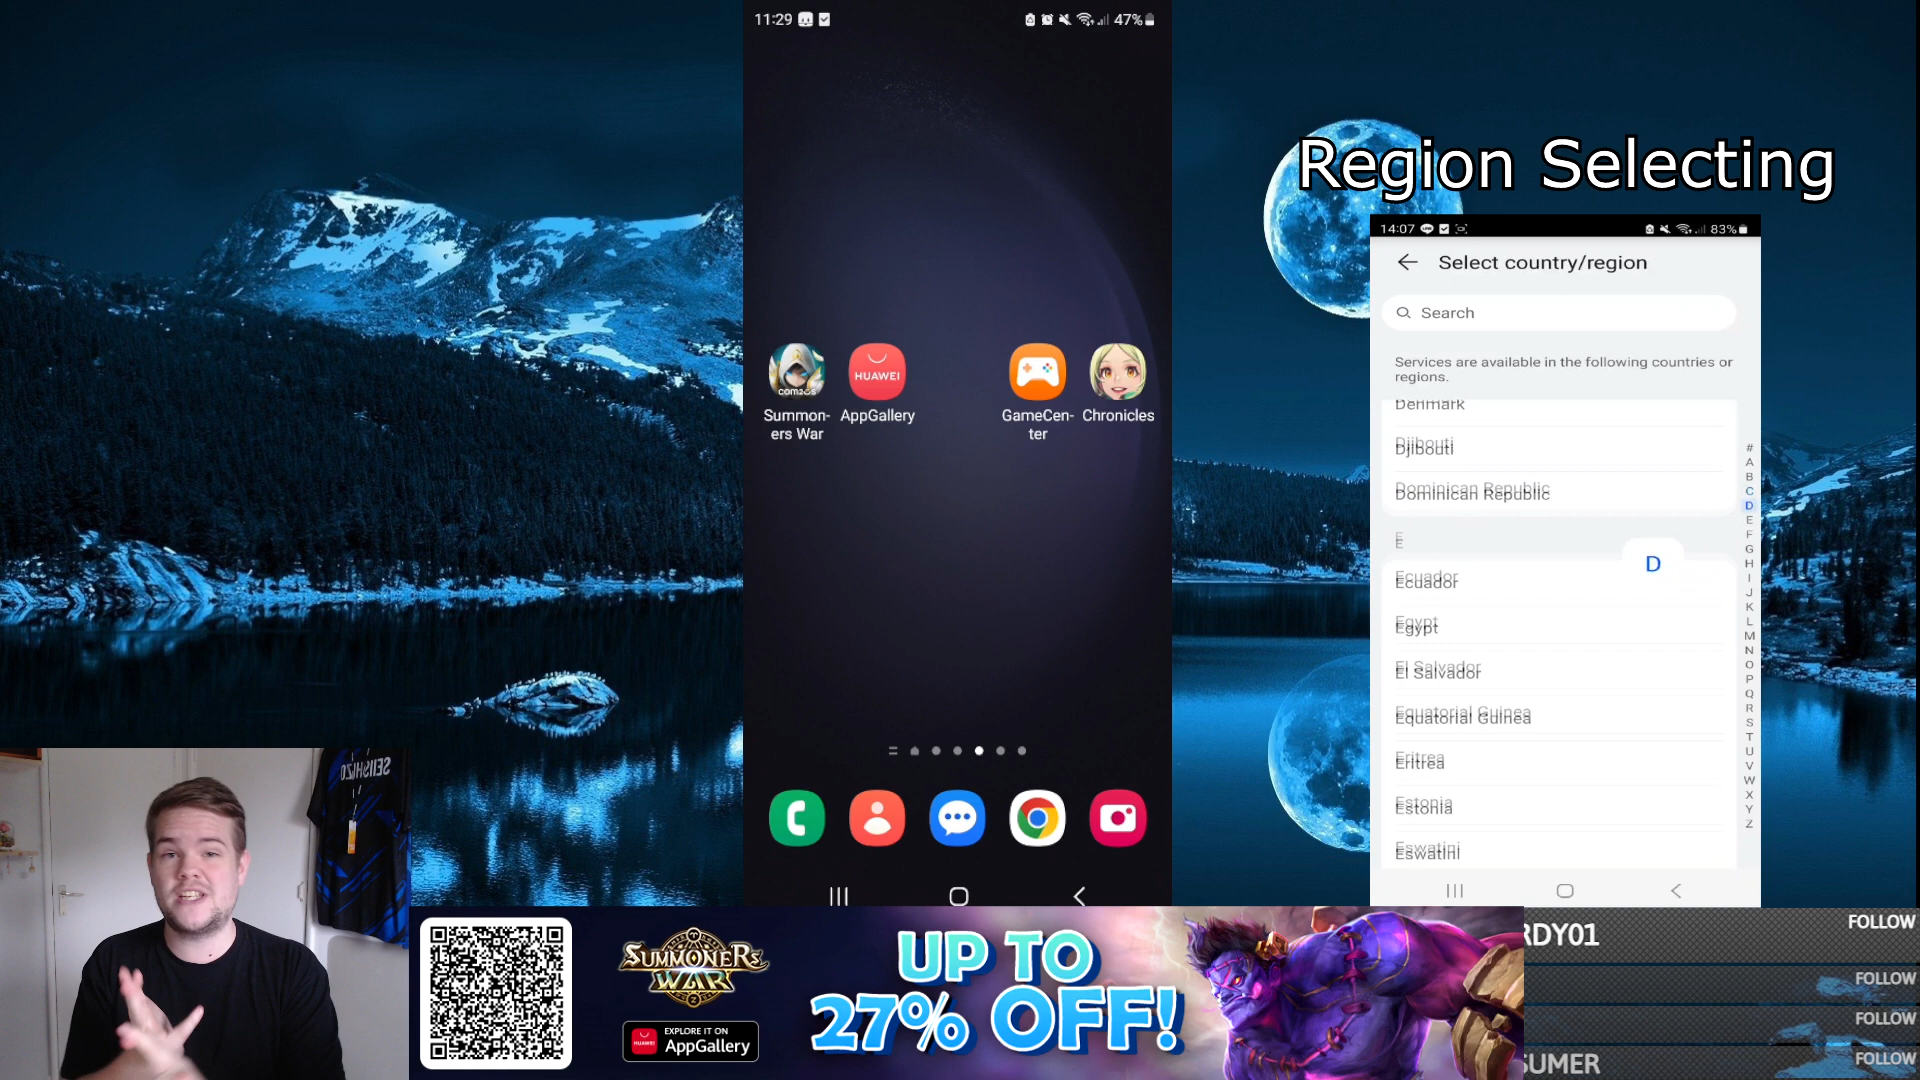 11:29
47%
com2us
HUAWEI
Summon-
ers War
AppGallery
GameCen-
ter
Chronicles
Region Selecting
14:07
83%
Select country/region
Search
Services are available in the following countries or
regions.
Denmark
Djibouti
Dominican Republic
E
D
Ecuador
Egypt
El Salvador
Equatorial Guinea
Eritrea
Estonia
Eswatini
#
A
B
C
D
E
F
G
H
I
J
K
L
M
N
O
P
Q
R
S
T
U
V
W
X
Y
Z
SEIISHIZO
SUMMONERS
WAR
HUAWEI
EXPLORE IT ON
AppGallery
UP TO
27% OFF!
RDY01
FOLLOW
FOLLOW
FOLLOW
SUMER
FOLLOW